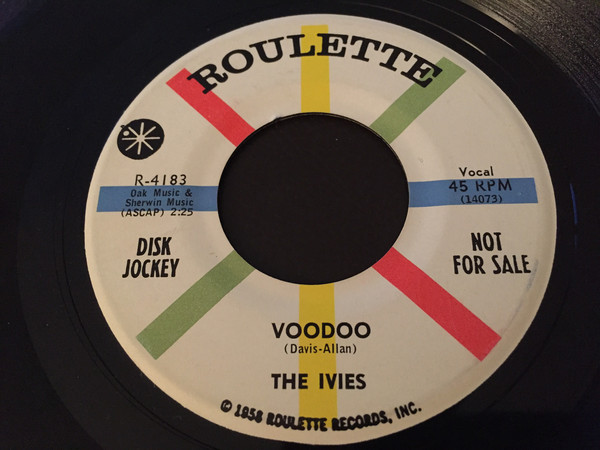 ROULETTE
R-4183
Oak Music &
Sherwin Music
(ASCAP) 2:25
Vocal
45 RPM
(14073)
DISK
JOCKEY
NOT
FOR SALE
VOODOO
(Davis-Allan)
THE IVIES
© 1958 ROULETTE RECORDS, INC.